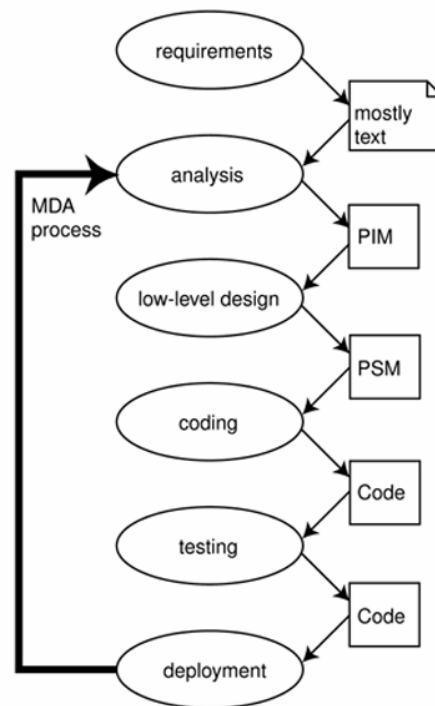 requirements
mostly
text
analysis
MDA
process
PIM
low-level design
PSM
coding
Code
testing
Code
deployment